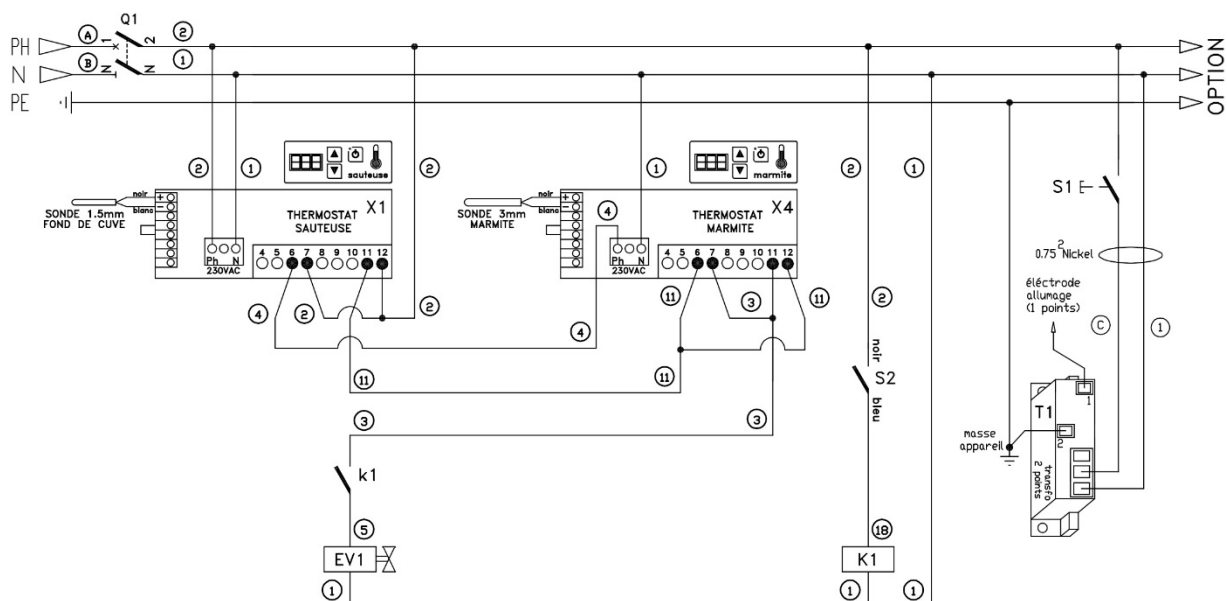 Q1
A 1 2 2
PH
B N N 1
N
PE
OPTION
2 1 2 1 2 1
sauteuse
marmite
noir
blanc
+
-
SONDE 1.5mm
FOND DE CUVE
THERMOSTAT
SAUTEUSE
X1
Ph N
230VAC
4 5 6 7 8 9 10 11 12
noir
blanc
+
-
SONDE 3mm
MARMITE
4
THERMOSTAT
MARMITE
X4
Ph N
230VAC
4 5 6 7 8 9 10 11 12
S1
0.75² Nickel
4 2 2 4 11 3 11 2
éléctrode
allumage
(1 points)
C 1
11 11
noir
S2
bleu
3 3
k1
1
T1
2
masse
appareil
transfo
2 points
5 18
EV1 K1
1 1 1